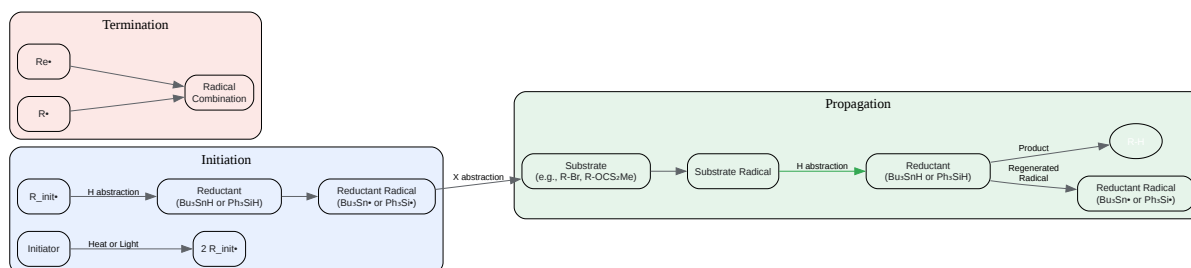 Termination
Re•
R•
Radical
Combination
Initiation
R_init•
H abstraction
Reductant
(Bu₃SnH or Ph₃SiH)
Reductant Radical
(Bu₃Sn• or Ph₃Si•)
Initiator
Heat or Light
2 R_init•
X abstraction
Propagation
Substrate
(e.g., R-Br, R-OCS₂Me)
Substrate Radical
H abstraction
Reductant
(Bu₃SnH or Ph₃SiH)
Product
R-H
Regenerated
Radical
Reductant Radical
(Bu₃Sn• or Ph₃Si•)